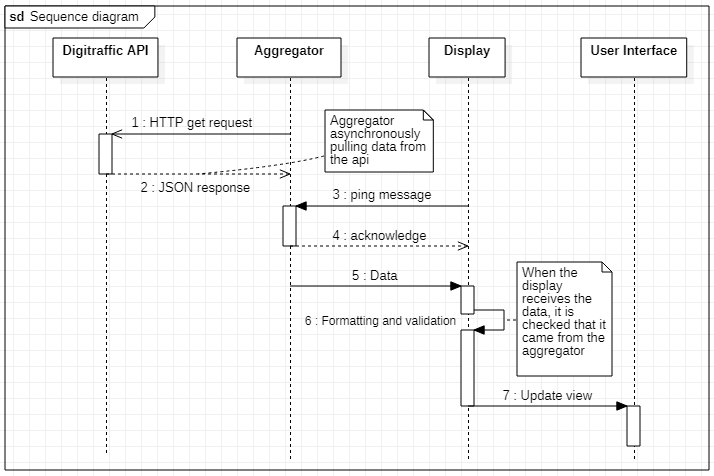 sd Sequence diagram
Digitraffic API
Aggregator
Display
User Interface
1 : HTTP get request
Aggregator
asynchronously
pulling data from
the api
2 : JSON response
3 : ping message
4 : acknowledge
5 : Data
When the
display
receives the
data, it is
checked that it
came from the
aggregator
6 : Formatting and validation
7 : Update view